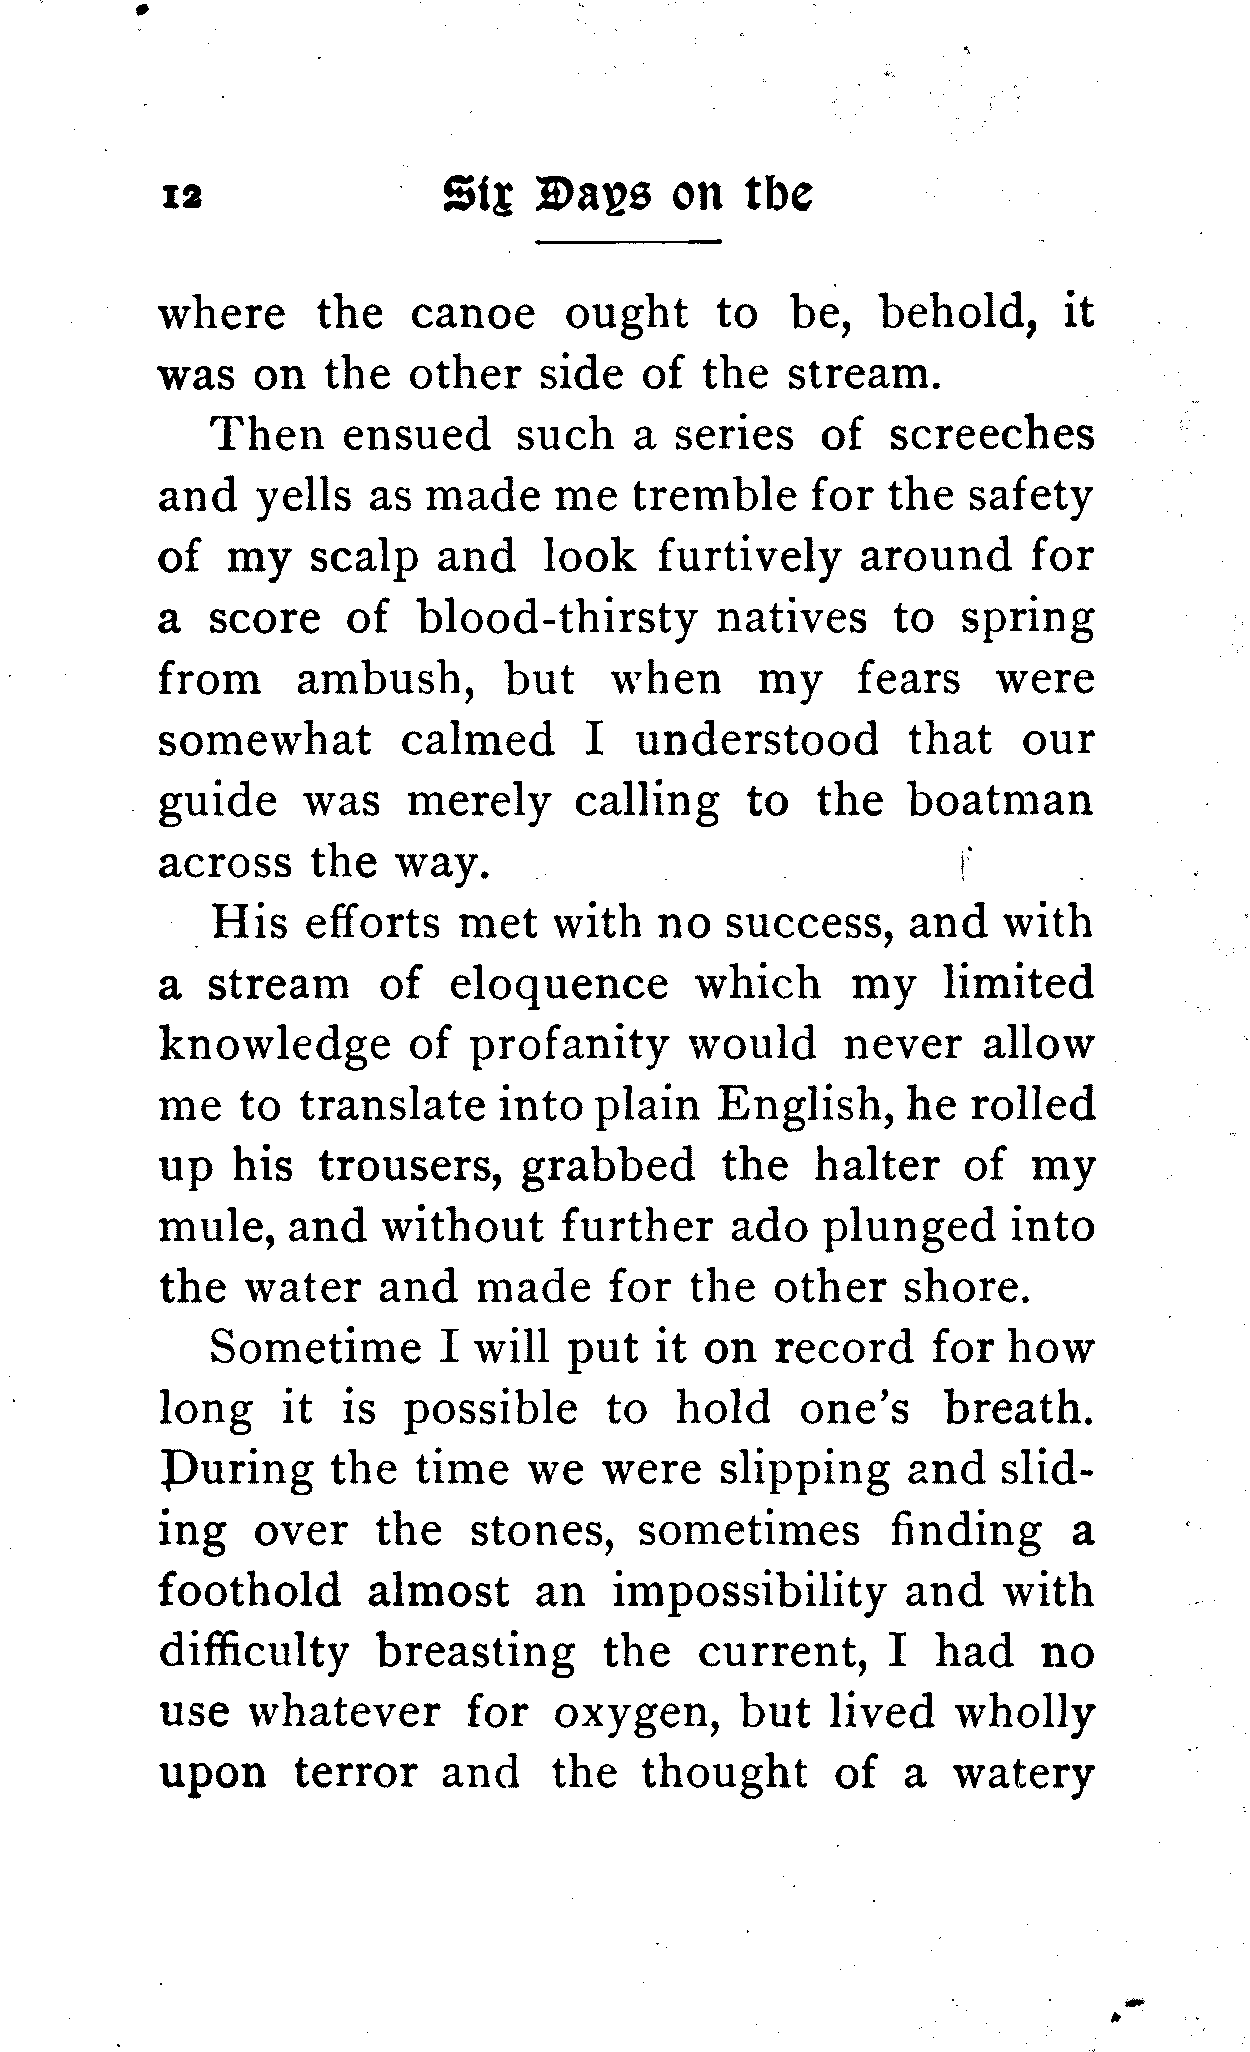 12 Six Days on the
where the canoe ought to be, behold, it
was on the other side of the stream.
Then ensued such a series of screeches
and yells as made me tremble for the safety
of my scalp and look furtively around for
a score of blood-thirsty natives to spring
from ambush, but when my fears were
somewhat calmed I understood that our
guide was merely calling to the boatman
across the way.
His efforts met with no success, and with
a stream of eloquence which my limited
knowledge of profanity would never allow
me to translate into plain English, he rolled
up his trousers, grabbed the halter of my
mule, and without further ado plunged into
the water and made for the other shore.
Sometime I will put it on record for how
long it is possible to hold one's breath.
During the time we were slipping and slid-
ing over the stones, sometimes finding a
foothold almost an impossibility and with
difficulty breasting the current, I had no
use whatever for oxygen, but lived wholly
upon terror and the thought of a watery